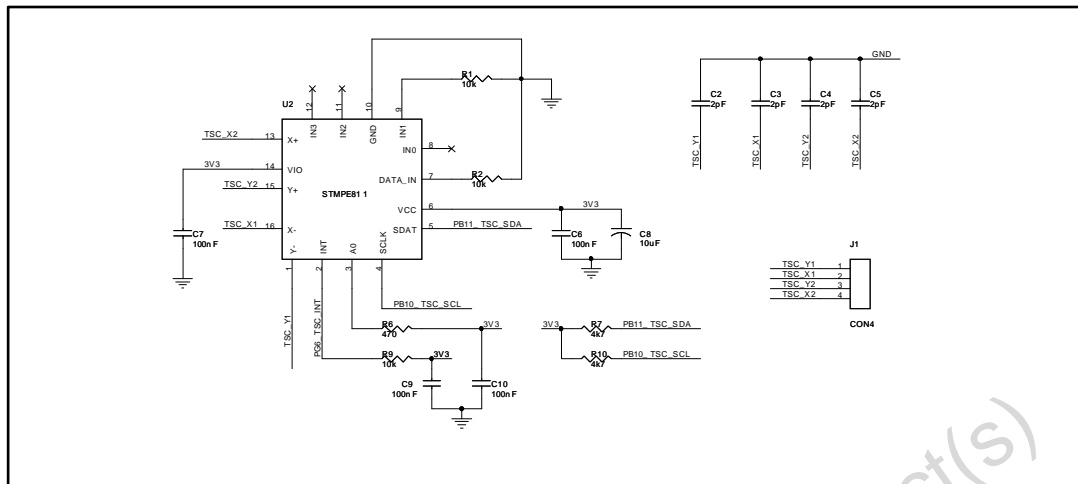 GND
R1
10k
C2
2pF
C3
2pF
C4
2pF
C5
2pF
U2
12
11
10
9
IN3
IN2
GND
IN1
TSC_X2
13
X+
IN0
8
3V3
14
VIO
TSC_Y2
15
Y+
STMPE81 1
DATA_IN
7
R2
10k
TSC_Y1
TSC_X1
TSC_Y2
TSC_X2
VCC
6
3V3
TSC_X1
16
X-
SDAT
5
PB11_ TSC_SDA
C7
100n F
Y-
INT
A0
SCLK
1
2
3
4
C6
100n F
C8
10uF
J1
TSC_Y1
1
TSC_X1
2
TSC_Y2
3
TSC_X2
4
CON4
PB10_ TSC_SCL
TSC_Y1
PG6_TSC_INT
R6
470
3V3
3V3
R7
4k7
PB11_ TSC_SDA
R9
10k
3V3
R10
4k7
PB10_ TSC_SCL
C9
100n F
C10
100n F
ct(s)